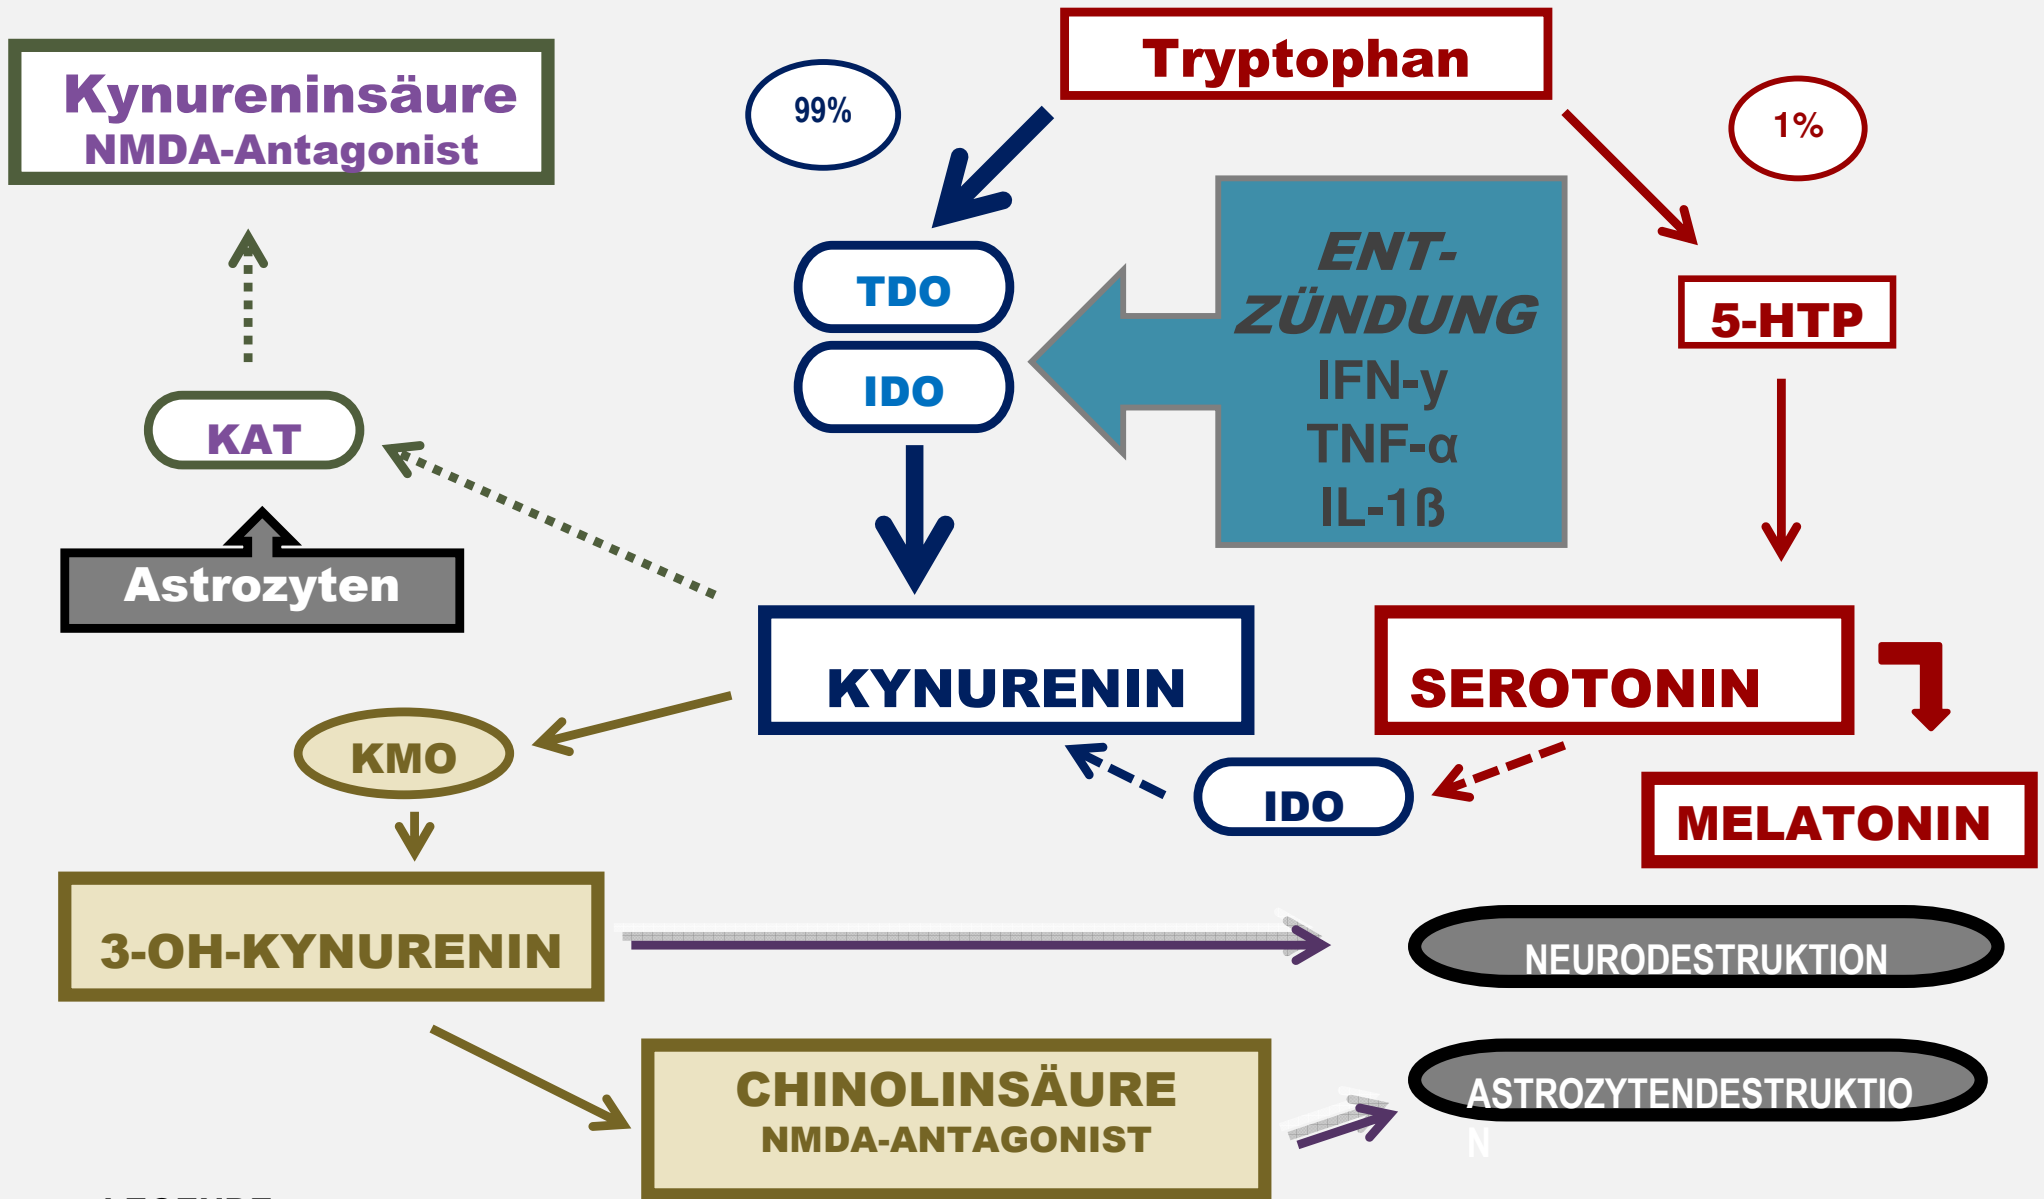 Tryptophan
Kynureninsäure
NMDA-Antagonist
99%
1%
ENT-
ZÜNDUNG
IFN-y
TNF-α
IL-1ß
TDO
IDO
5-HTP
KAT
Astrozyten
KYNURENIN
SEROTONIN
KMO
IDO
MELATONIN
3-OH-KYNURENIN
NEURODESTRUKTION
CHINOLINSÄURE
NMDA-ANTAGONIST
ASTROZYTENDESTRUKTIO
N